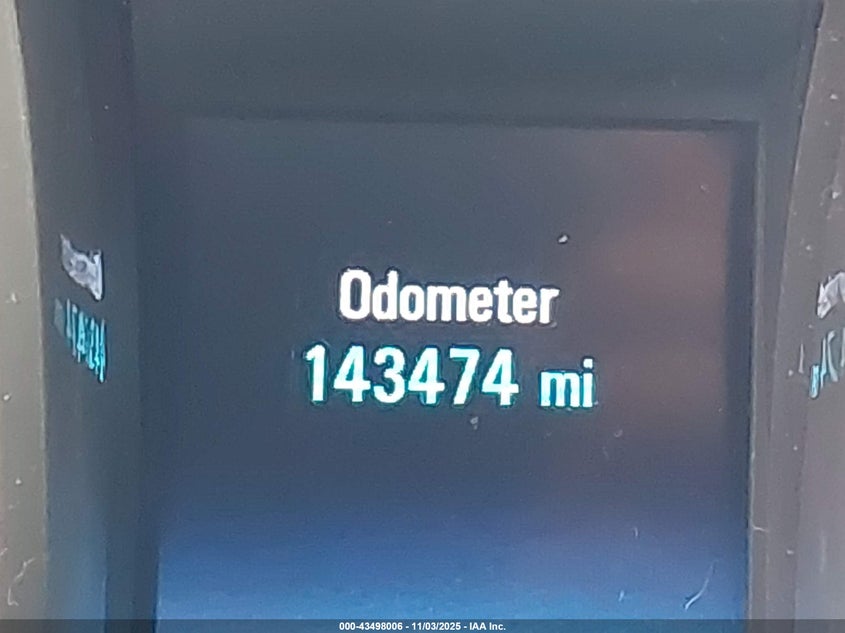 Odometer
143474 mi
000-43498006 - 11/03/2025 - IAA Inc.